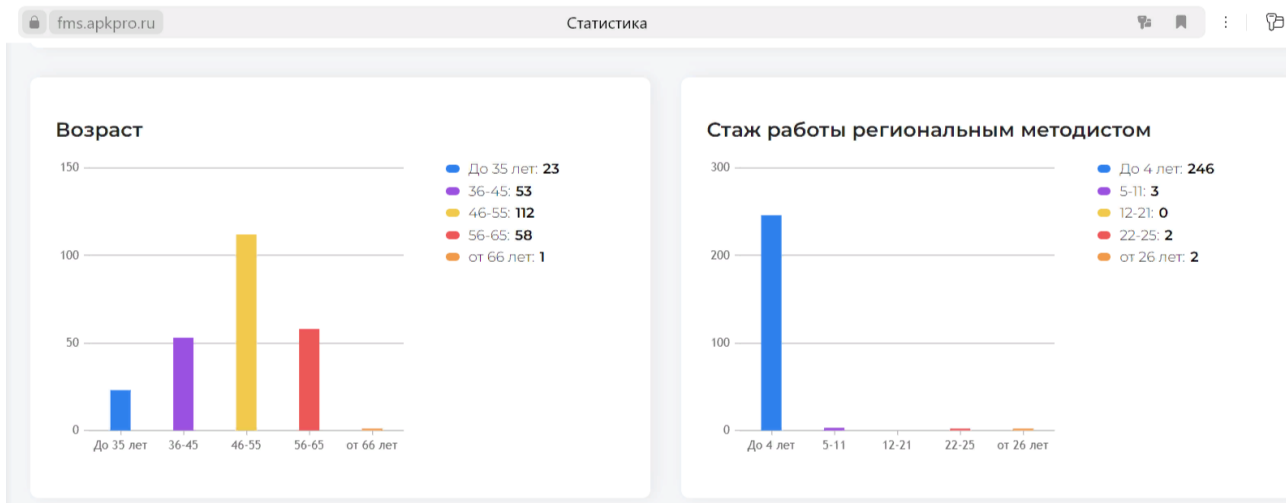 fms.apkpro.ru
Статистика
Возраст
150
100
50
0
До 35 лет
36-45
46-55
56-65
от 66 лет
До 35 лет: 23
36-45: 53
46-55: 112
56-65: 58
от 66 лет: 1
Стаж работы региональным методистом
300
200
100
0
До 4 лет
5-11
12-21
22-25
от 26 лет
До 4 лет: 246
5-11: 3
12-21: 0
22-25: 2
от 26 лет: 2